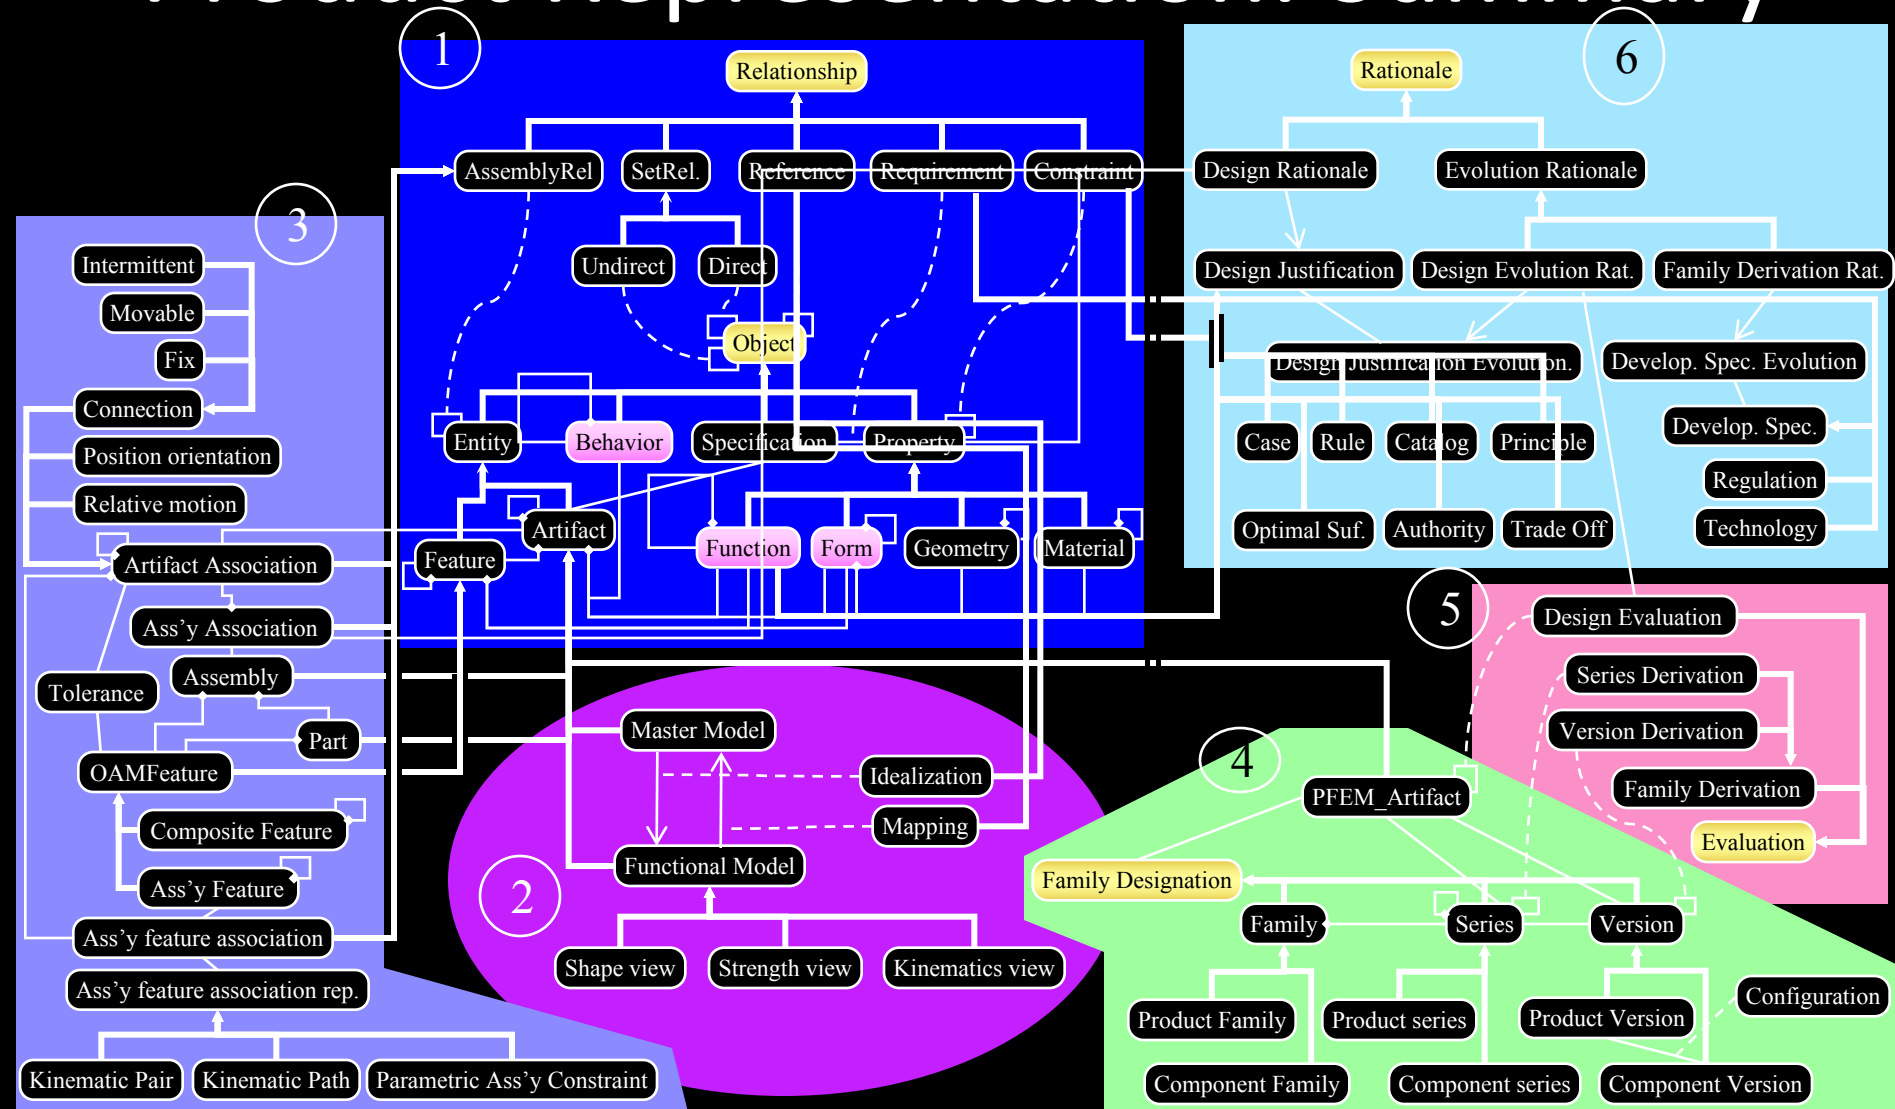 Product Representation Summary
1
6
Relationship
Rationale
AssemblyRel
SetRel.
Reference
Requirement
Constraint
Design Rationale
Evolution Rationale
3
Intermittent
Movable
Fix
Connection
Position orientation
Relative motion
Artifact Association
Ass'y Association
Assembly
Tolerance
Part
OAMFeature
Composite Feature
Ass'y Feature
Ass'y feature association
Ass'y feature association rep.
Kinematic Pair
Kinematic Path
Parametric Ass'y Constraint
Undirect
Direct
Object
Entity
Behavior
Specification
Property
Artifact
Feature
Function
Form
Geometry
Material
Design Justification
Design Evolution Rat.
Family Derivation Rat.
Design Justification Evolution.
Develop. Spec. Evolution
Case
Rule
Catalog
Principle
Develop. Spec.
Regulation
Optimal Suf.
Authority
Trade Off
Technology
5
Design Evaluation
Series Derivation
Version Derivation
Family Derivation
Evaluation
2
Master Model
Idealization
Mapping
Functional Model
Shape view
Strength view
Kinematics view
4
PFEM_Artifact
Family Designation
Family
Series
Version
Configuration
Product Family
Product series
Product Version
Component Family
Component series
Component Version